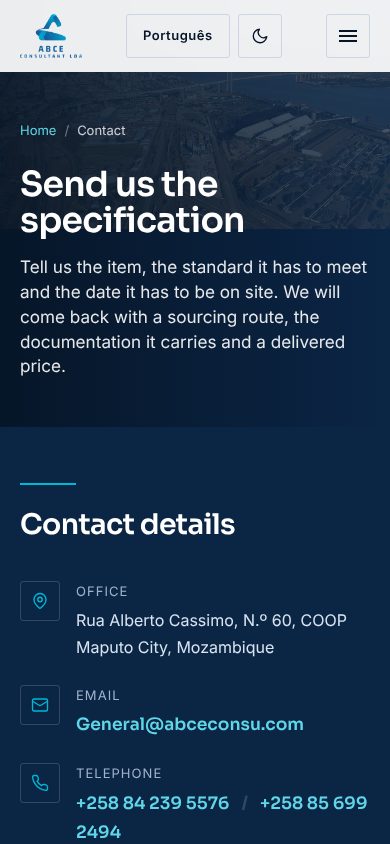 ABCE
CONSULTANT LDA
Português
Home / Contact
Send us the
specification
Tell us the item, the standard it has to meet
and the date it has to be on site. We will
come back with a sourcing route, the
documentation it carries and a delivered
price.
Contact details
OFFICE
Rua Alberto Cassimo, N.º 60, COOP
Maputo City, Mozambique
EMAIL
General@abceconsu.com
TELEPHONE
+258 84 239 5576 / +258 85 699
2494